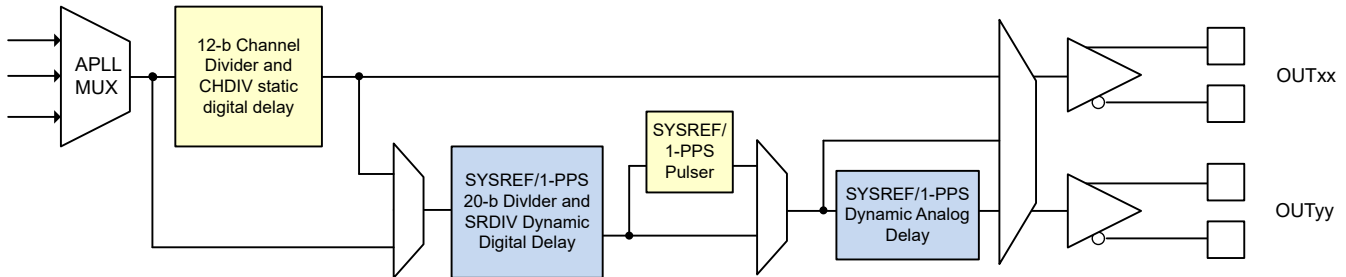 APLL
MUX
12-b Channel
Divider and
CHDIV static
digital delay
SYSREF/1-PPS
20-b Divider and
SRDIV Dynamic
Digital Delay
SYSREF/
1-PPS
Pulser
SYSREF/1-PPS
Dynamic Analog
Delay
OUTxx
OUTyy